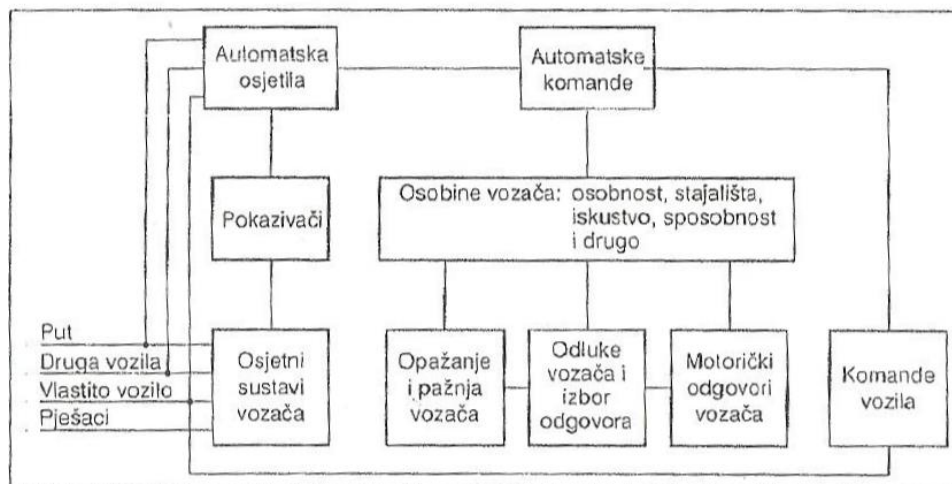 Automatska
osjetila
Automatske
komande
Pokazivači
Osobine vozača: osobnost, stajališta,
iskustvo, sposobnost
i drugo
Put
Druga vozila
Vlastito vozilo
Pješaci
Osjetni
sustavi
vozača
Opažanje
i pažnja
vozača
Odluke
vozača i
izbor
odgovora
Motorički
odgovori
vozača
Komande
vozila